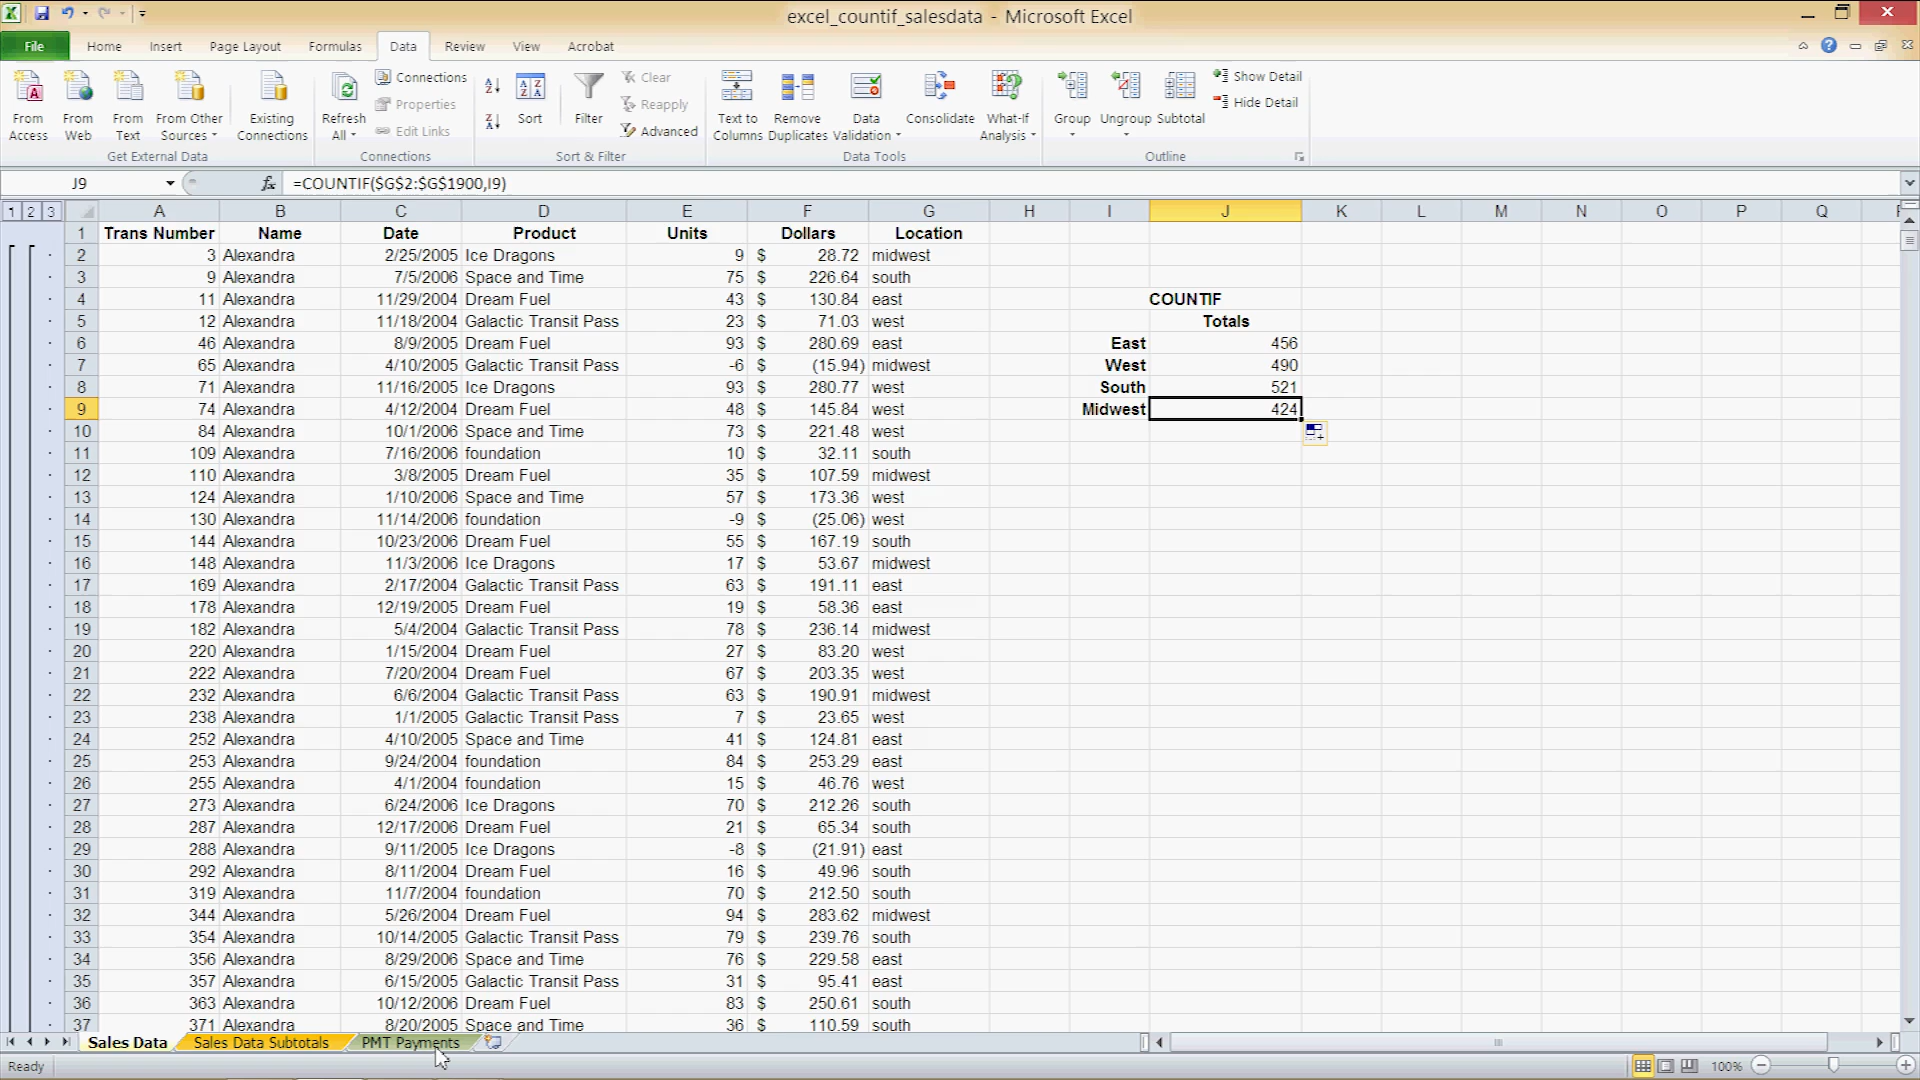 excel_countif_salesdata - Microsoft Excel
File Home Insert Page Layout Formulas Data Review View Acrobat
From Access From Web From Text From Other Sources Existing Connections Refresh All Connections Properties Edit Links Sort Filter Clear Reapply Advanced Text to Columns Remove Duplicates Data Validation Consolidate What-If Analysis Group Ungroup Subtotal Show Detail Hide Detail
Get External Data Connections Sort & Filter Data Tools Outline
J9 fx =COUNTIF($G$2:$G$1900,I9)
1 2 3 A B C D E F G H I J K L M N O P Q
1 Trans Number Name Date Product Units Dollars Location
2 3 Alexandra 2/25/2005 Ice Dragons 9 $ 28.72 midwest
3 9 Alexandra 7/5/2006 Space and Time 75 $ 226.64 south
4 11 Alexandra 11/29/2004 Dream Fuel 43 $ 130.84 east COUNTIF
5 12 Alexandra 11/18/2004 Galactic Transit Pass 23 $ 71.03 west Totals
6 46 Alexandra 8/9/2005 Dream Fuel 93 $ 280.69 east East 456
7 65 Alexandra 4/10/2005 Galactic Transit Pass -6 $ (15.94) midwest West 490
8 71 Alexandra 11/16/2005 Ice Dragons 93 $ 280.77 west South 521
9 74 Alexandra 4/12/2004 Dream Fuel 48 $ 145.84 west Midwest 424
10 84 Alexandra 10/1/2006 Space and Time 73 $ 221.48 west
11 109 Alexandra 7/16/2006 foundation 10 $ 32.11 south
12 110 Alexandra 3/8/2005 Dream Fuel 35 $ 107.59 midwest
13 124 Alexandra 1/10/2006 Space and Time 57 $ 173.36 west
14 130 Alexandra 11/14/2006 foundation -9 $ (25.06) west
15 144 Alexandra 10/23/2006 Dream Fuel 55 $ 167.19 south
16 148 Alexandra 11/3/2006 Ice Dragons 17 $ 53.67 midwest
17 169 Alexandra 2/17/2004 Galactic Transit Pass 63 $ 191.11 east
18 178 Alexandra 12/19/2005 Dream Fuel 19 $ 58.36 east
19 182 Alexandra 5/4/2004 Galactic Transit Pass 78 $ 236.14 midwest
20 220 Alexandra 1/15/2004 Dream Fuel 27 $ 83.20 west
21 222 Alexandra 7/20/2004 Dream Fuel 67 $ 203.35 west
22 232 Alexandra 6/6/2004 Galactic Transit Pass 63 $ 190.91 midwest
23 238 Alexandra 1/1/2005 Galactic Transit Pass 7 $ 23.65 west
24 252 Alexandra 4/10/2005 Space and Time 41 $ 124.81 east
25 253 Alexandra 9/24/2004 foundation 84 $ 253.29 east
26 255 Alexandra 4/1/2004 foundation 15 $ 46.76 west
27 273 Alexandra 6/24/2006 Ice Dragons 70 $ 212.26 south
28 287 Alexandra 12/17/2006 Dream Fuel 21 $ 65.34 south
29 288 Alexandra 9/11/2005 Ice Dragons -8 $ (21.91) east
30 292 Alexandra 8/11/2004 Dream Fuel 16 $ 49.96 south
31 319 Alexandra 11/7/2004 foundation 70 $ 212.50 south
32 344 Alexandra 5/26/2004 Dream Fuel 94 $ 283.62 midwest
33 354 Alexandra 10/14/2005 Galactic Transit Pass 79 $ 239.76 south
34 356 Alexandra 8/29/2006 Space and Time 76 $ 229.58 east
35 357 Alexandra 6/15/2005 Galactic Transit Pass 31 $ 95.41 east
36 363 Alexandra 10/12/2006 Dream Fuel 83 $ 250.61 south
37 371 Alexandra 8/20/2005 Space and Time 36 $ 110.59 south
Sales Data Sales Data Subtotals PMT Payments
Ready 100%